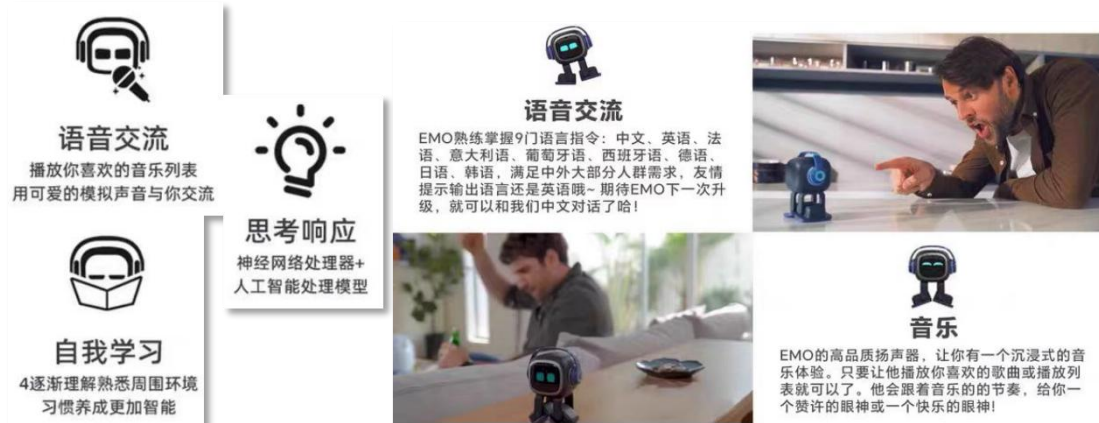 语音交流
播放你喜欢的音乐列表
用可爱的模拟声音与你交流
思考响应
神经网络处理器+
人工智能处理模型
自我学习
4逐渐理解熟悉周围环境
习惯养成更加智能
语音交流
EMO熟练掌握9门语言指令：中文、英语、法
语、意大利语、葡萄牙语、西班牙语、德语、
日语、韩语，满足中外大部分人群需求，友情
提示输出语言还是英语哦~ 期待EMO下一次升
级，就可以和我们中文对话了哈！
音乐
EMO的高品质扬声器，让你有一个沉浸式的音
乐体验。只要让他播放你喜欢的歌曲或播放列
表就可以了。他会跟着音乐的的节奏，给你一
个赞许的眼神或一个快乐的眼神!